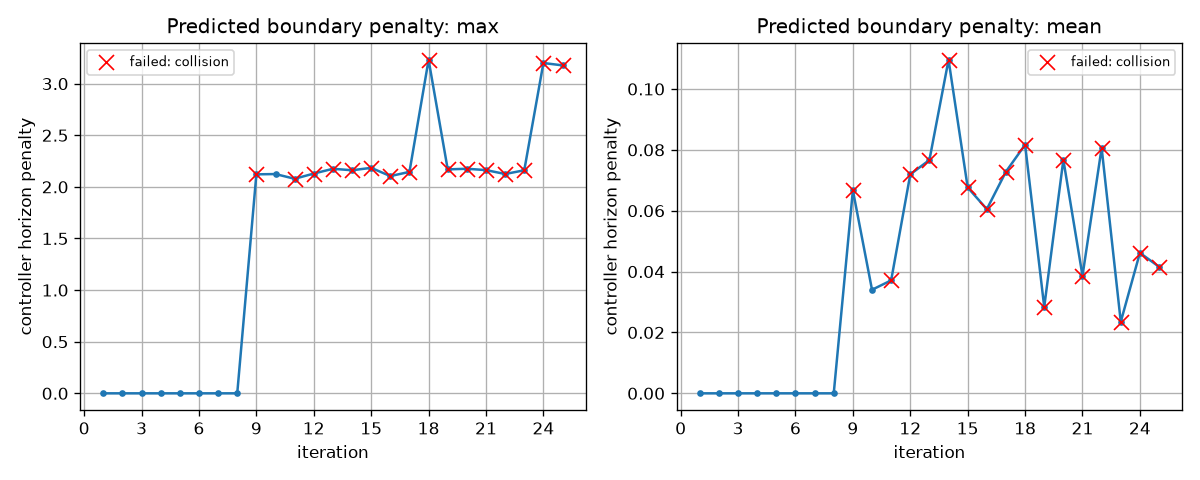 Predicted boundary penalty: max
failed: collision
controller horizon penalty
3.0
2.5
2.0
1.5
1.0
0.5
0.0
0 3 6 9 12 15 18 21 24
iteration
Predicted boundary penalty: mean
failed: collision
controller horizon penalty
0.10
0.08
0.06
0.04
0.02
0.00
0 3 6 9 12 15 18 21 24
iteration